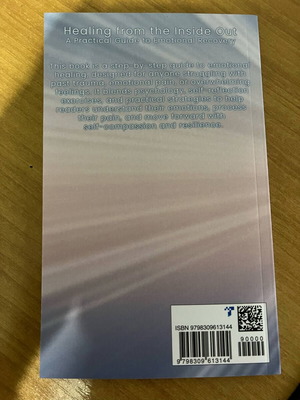 Healing from the Inside Out
A Practical Guide to Emotional Recovery
This book is a step-by-step guide to emotional
healing, designed for anyone struggling with
past trauma, emotional pain, or overwhelming
feelings. It blends psychology, self-reflection
exercises, and practical strategies to help
readers understand their emotions, process
their pain, and move forward with
self-compassion and resilience.
ISBN 9798309613144
90000
9 798309 613144